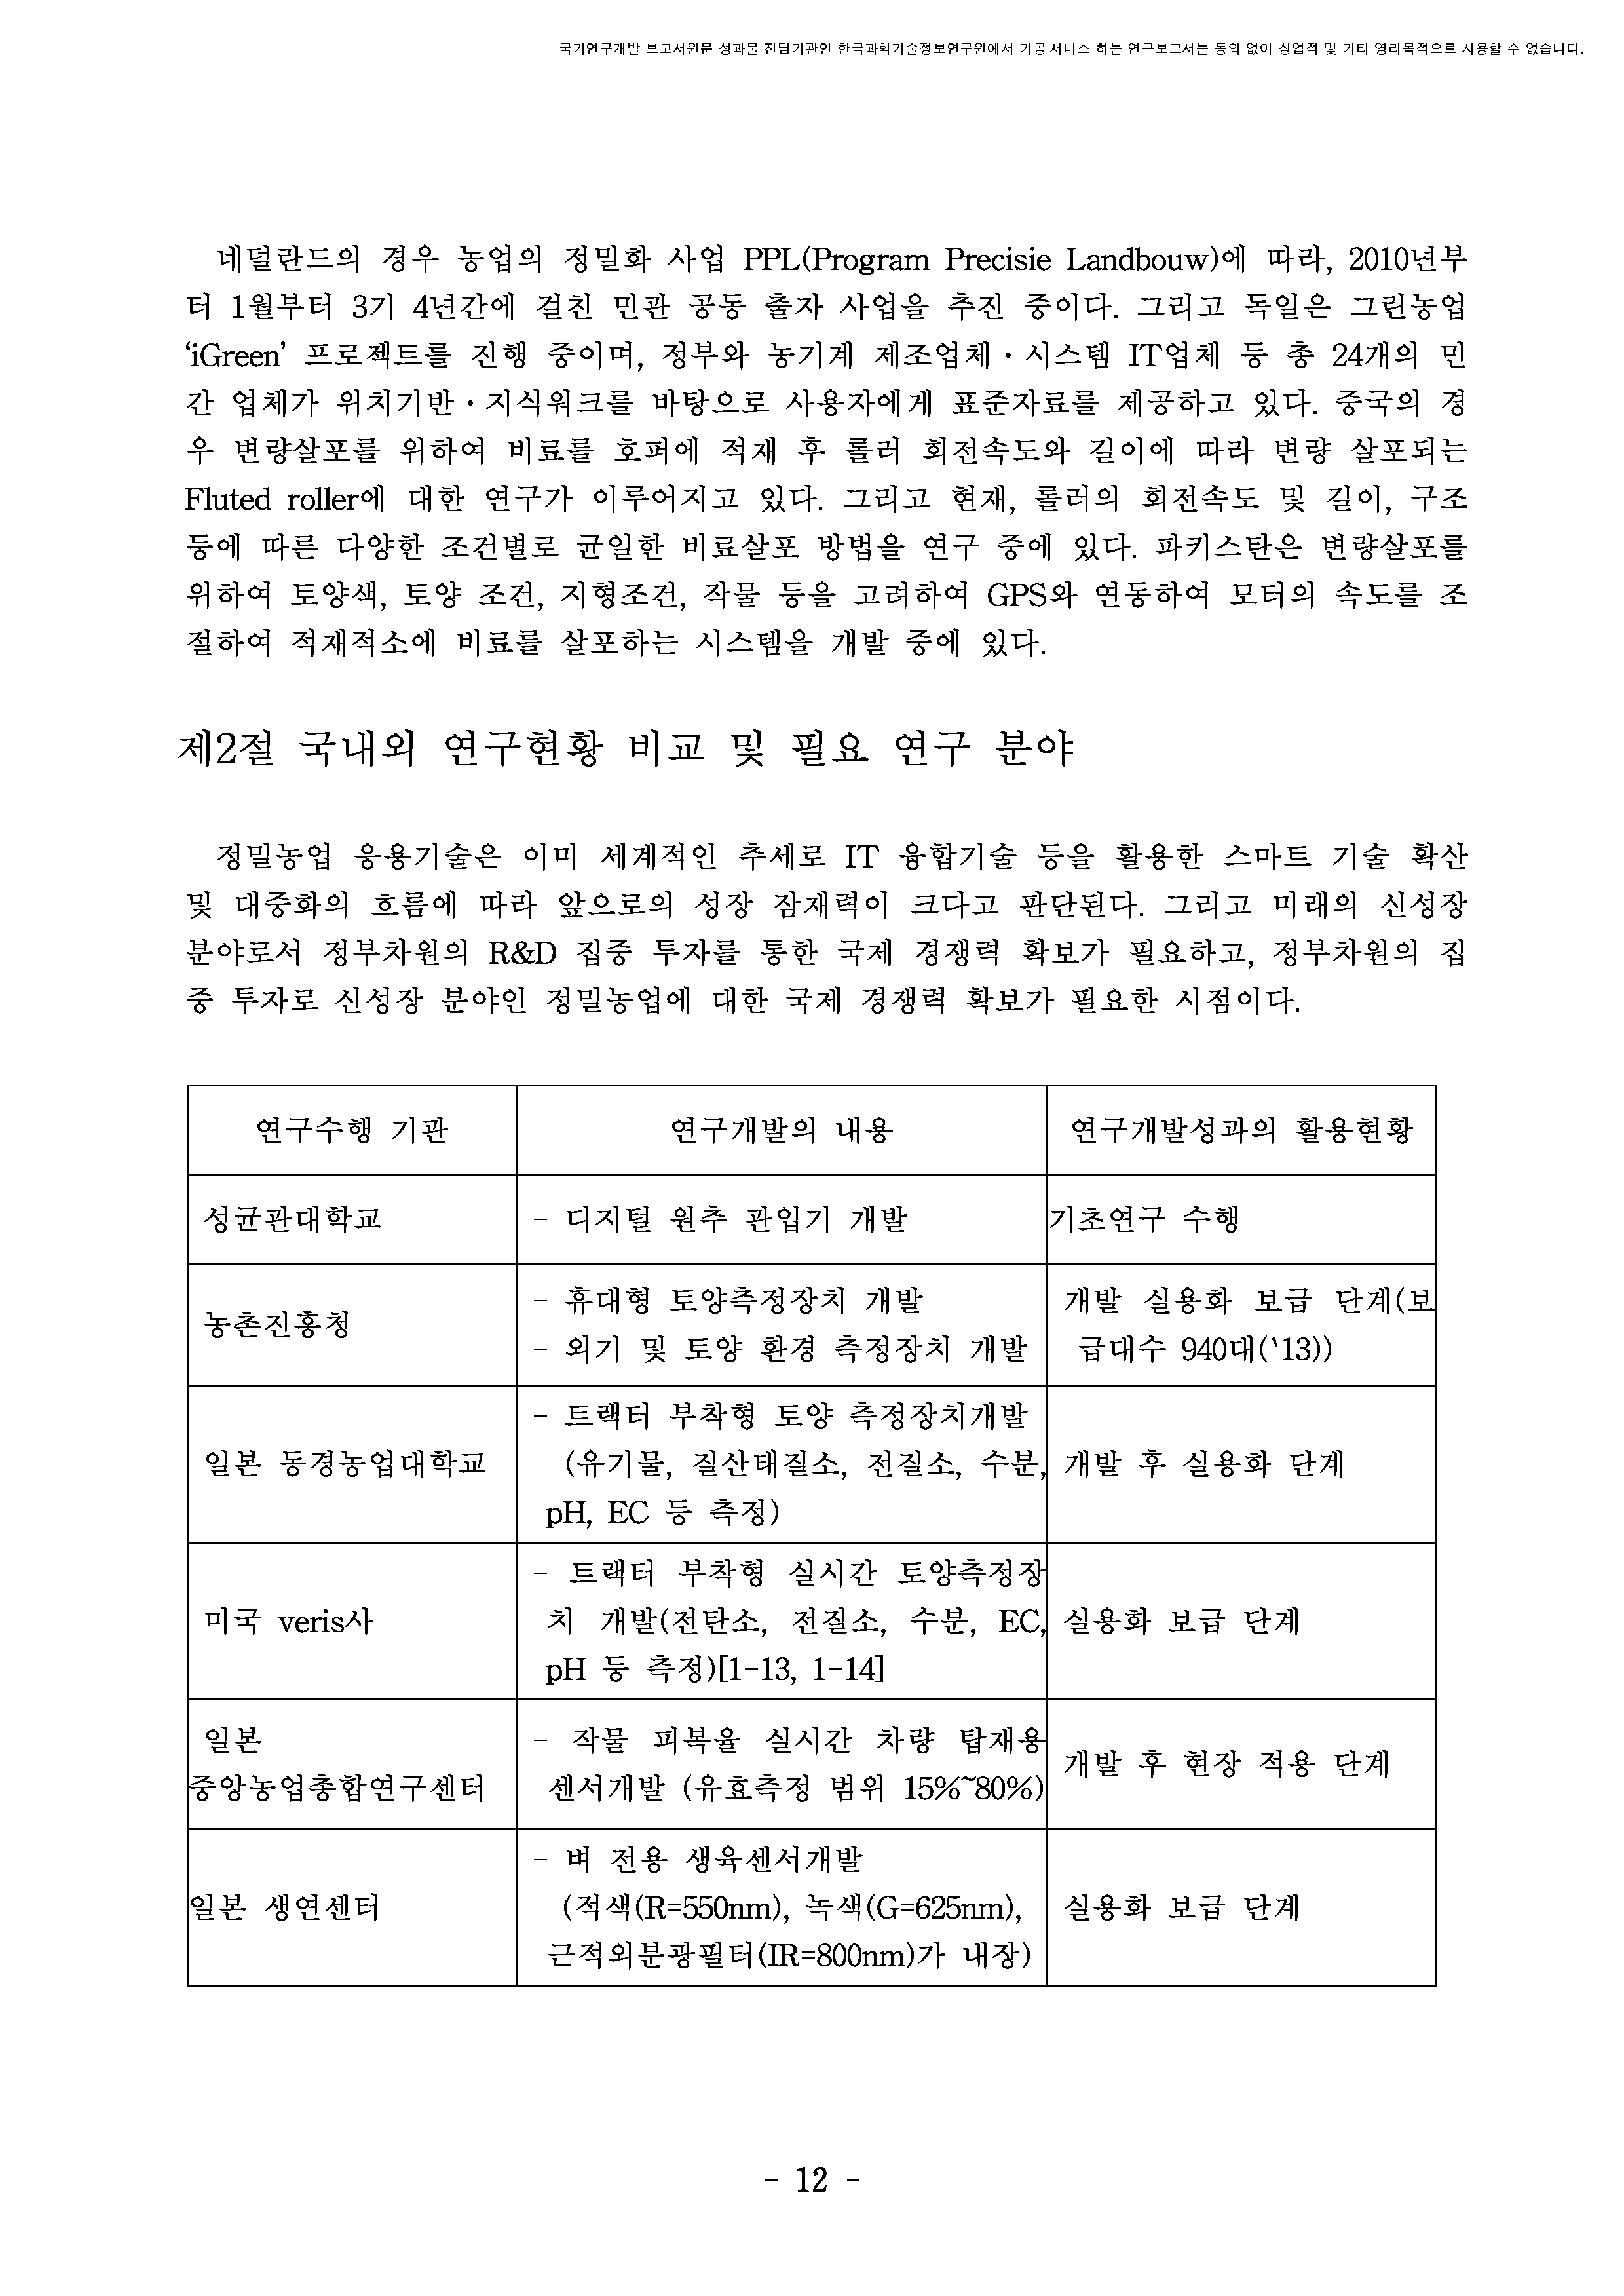 국가연구개발 보고서원문 성과물 전담기관인 한국과학기술정보연구원에서 가공·서비스 하는 연구보고서는 동의 없이 상업적 및 기타 영리목적으로 사용할 수 없습니다.
네덜란드의 경우 농업의 정밀화 사업 PPL(Program Precisie Landbouw)에 따라, 2010년부
터 1월부터 3기 4년간에 걸친 민관 공동 출자 사업을 추진 중이다. 그리고 독일은 그린농업
‘iGreen’ 프로젝트를 진행 중이며, 정부와 농기계 제조업체·시스템 IT업체 등 총 24개의 민
간 업체가 위치기반·지식워크를 바탕으로 사용자에게 표준자료를 제공하고 있다. 중국의 경
우 변량살포를 위하여 비료를 호퍼에 적재 후 롤러 회전속도와 길이에 따라 변량 살포되는
Fluted roller에 대한 연구가 이루어지고 있다. 그리고 현재, 롤러의 회전속도 및 길이, 구조
등에 따른 다양한 조건별로 균일한 비료살포 방법을 연구 중에 있다. 파키스탄은 변량살포를
위하여 토양색, 토양 조건, 지형조건, 작물 등을 고려하여 GPS와 연동하여 모터의 속도를 조
절하여 적재적소에 비료를 살포하는 시스템을 개발 중에 있다.
제2절 국내외 연구현황 비교 및 필요 연구 분야
정밀농업 응용기술은 이미 세계적인 추세로 IT 융합기술 등을 활용한 스마트 기술 확산
및 대중화의 흐름에 따라 앞으로의 성장 잠재력이 크다고 판단된다. 그리고 미래의 신성장
분야로서 정부차원의 R&D 집중 투자를 통한 국제 경쟁력 확보가 필요하고, 정부차원의 집
중 투자로 신성장 분야인 정밀농업에 대한 국제 경쟁력 확보가 필요한 시점이다.
연구수행 기관 연구개발의 내용 연구개발성과의 활용현황
성균관대학교 - 디지털 원추 관입기 개발 기초연구 수행
농촌진흥청
- 휴대형 토양측정장치 개발
- 외기 및 토양 환경 측정장치 개발
개발 실용화 보급 단계(보
급대수 940대(‵13))
일본 동경농업대학교
- 트랙터 부착형 토양 측정장치개발
(유기물, 질산태질소, 전질소, 수분,
pH, EC 등 측정)
개발 후 실용화 단계
미국 veris사
- 트랙터 부착형 실시간 토양측정장
치 개발(전탄소, 전질소, 수분, EC,
pH 등 측정)[1-13, 1-14]
실용화 보급 단계
일본
중앙농업총합연구센터
- 작물 피복율 실시간 차량 탑재용
센서개발 (유효측정 범위 15%~80%)
개발 후 현장 적용 단계
일본 생연센터
- 벼 전용 생육센서개발
(적색(R=550nm), 녹색(G=625nm),
근적외분광필터(IR=800nm)가 내장)
실용화 보급 단계
- 12 -